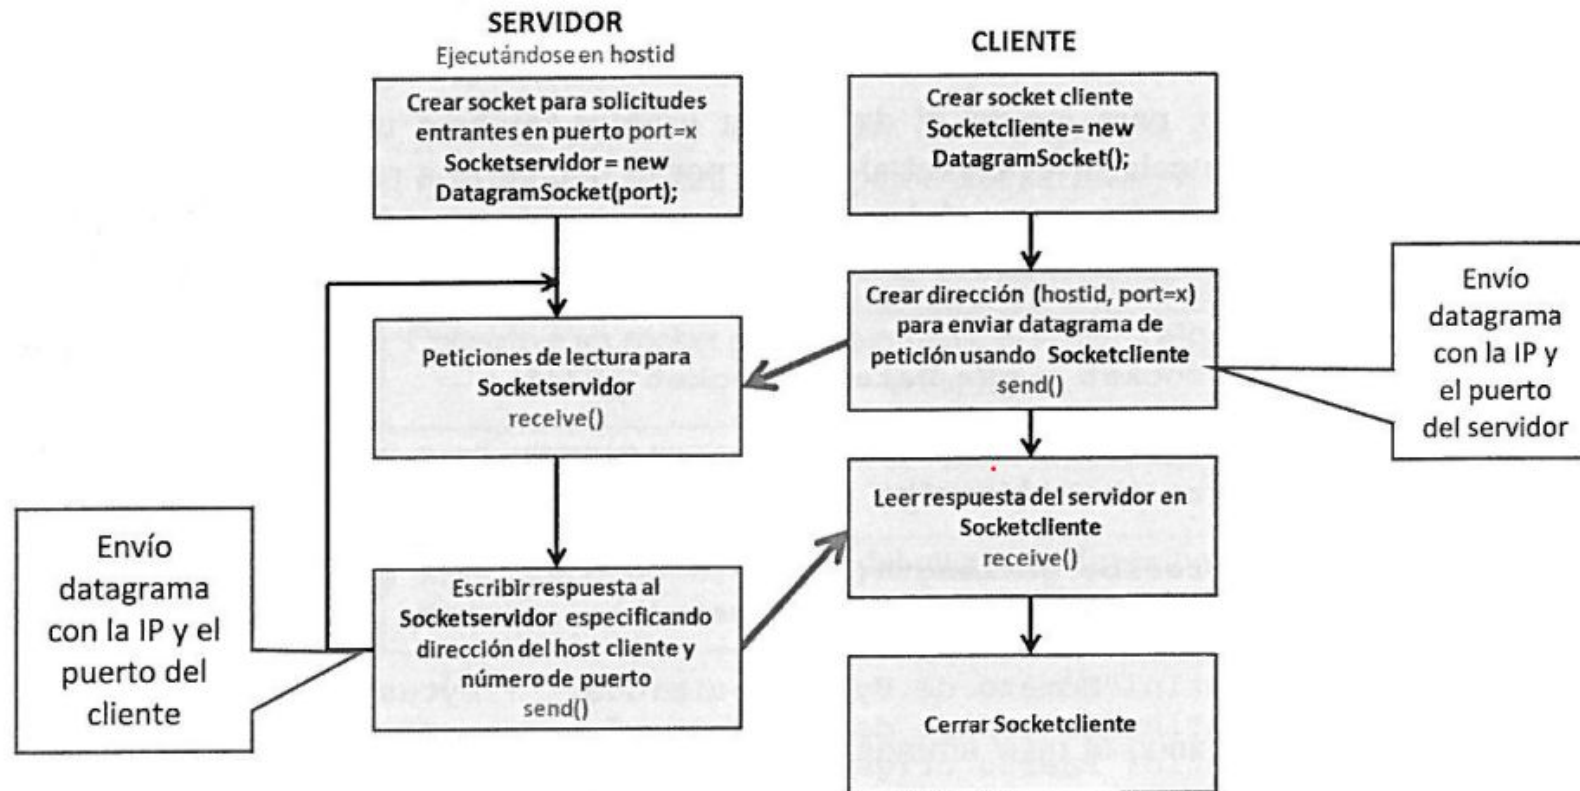 SERVIDOR
Ejecutándose en hostid
Crear socket para solicitudes
entrantes en puerto port=x
Socketservidor= new
DatagramSocket(port);
Peticiones de lectura para
Socketservidor
receive()
Escribir respuesta al
Socketservidor especificando
dirección del host cliente y
número de puerto
send()
Envío
datagrama
con la IP y el
puerto del
cliente
CLIENTE
Crear socket cliente
Socketcliente= new
DatagramSocket();
Crear dirección (hostid, port=x)
para enviar datagrama de
petición usando Socketcliente
send()
Leer respuesta del servidor en
Socketcliente
receive()
Cerrar Socketcliente
Envío
datagrama
con la IP y
el puerto
del servidor